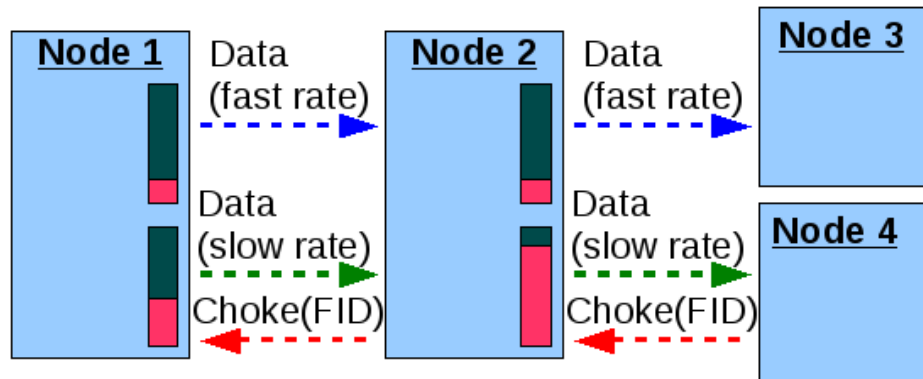 Node 1
Data
(fast rate)
Data
(slow rate)
Choke(FID)
Node 2
Data
(fast rate)
Data
(slow rate)
Choke(FID)
Node 3
Node 4